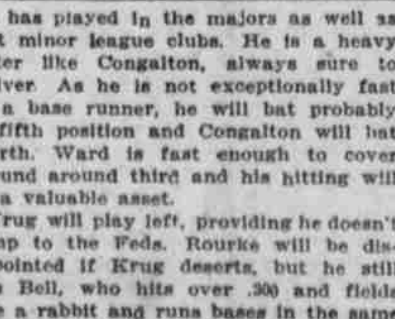 has played in the majors as well as
t minor league clubs. He is a heavy
ter like Congalton, always sure to
iver. As he is not exceptionally fast
a base runner, he will bat probably
fifth position and Congalton will bat
rth. Ward is fast enough to cover
und around third and his hitting will
a valuable asset.
rug will play left, providing he doesn't
mp to the Feds. Rourke will be dis-
pointed if Krug deserts, but he still
s Bell, who hits over .300 and fields
e a rabbit and runs bases in the same